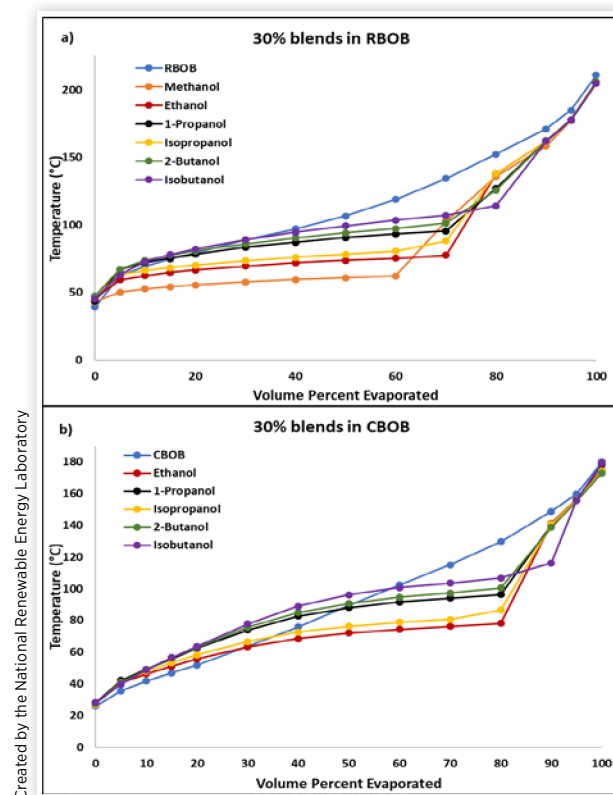 a)
30% blends in RBOB
RBOB
Methanol
Ethanol
1-Propanol
Isopropanol
2-Butanol
Isobutanol
Temperature (°C)
200
150
100
50
0
0 20 40 60 80 100
Volume Percent Evaporated
b)
30% blends in CBOB
CBOB
Ethanol
1-Propanol
Isopropanol
2-Butanol
Isobutanol
Temperature (°C)
180
160
140
120
100
80
60
40
20
0
0 10 20 30 40 50 60 70 80 90 100
Volume Percent Evaporated
Created by the National Renewable Energy Laboratory